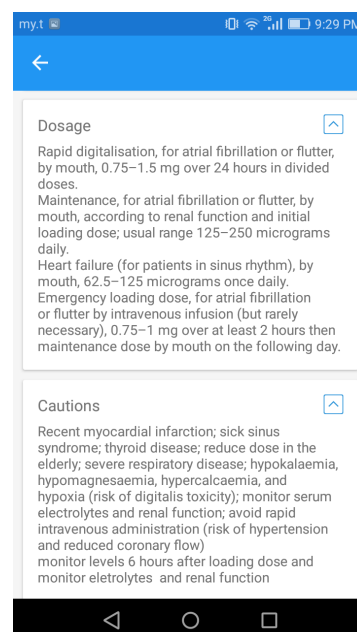 my.t 2G 9:29 PM
Dosage
Rapid digitalisation, for atrial fibrillation or flutter,
by mouth, 0.75–1.5 mg over 24 hours in divided
doses.
Maintenance, for atrial fibrillation or flutter, by
mouth, according to renal function and initial
loading dose; usual range 125–250 micrograms
daily.
Heart failure (for patients in sinus rhythm), by
mouth, 62.5–125 micrograms once daily.
Emergency loading dose, for atrial fibrillation
or flutter by intravenous infusion (but rarely
necessary), 0.75–1 mg over at least 2 hours then
maintenance dose by mouth on the following day.
Cautions
Recent myocardial infarction; sick sinus
syndrome; thyroid disease; reduce dose in the
elderly; severe respiratory disease; hypokalaemia,
hypomagnesaemia, hypercalcaemia, and
hypoxia (risk of digitalis toxicity); monitor serum
electrolytes and renal function; avoid rapid
intravenous administration (risk of hypertension
and reduced coronary flow)
monitor levels 6 hours after loading dose and
monitor eletrolytes and renal function